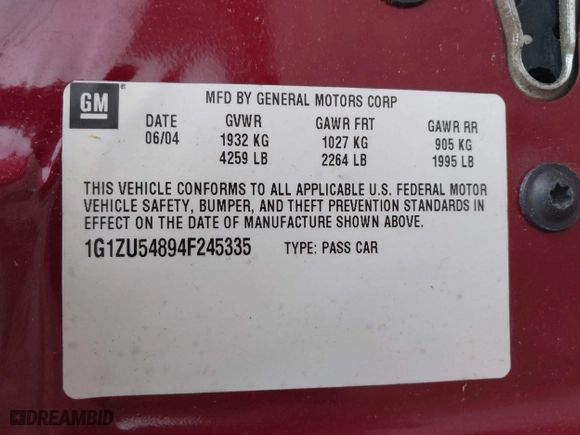 GM
MFD BY GENERAL MOTORS CORP
DATE GVWR GAWR FRT GAWR RR
06/04 1932 KG 1027 KG 905 KG
4259 LB 2264 LB 1995 LB
THIS VEHICLE CONFORMS TO ALL APPLICABLE U.S. FEDERAL MOTOR
VEHICLE SAFETY, BUMPER, AND THEFT PREVENTION STANDARDS IN
EFFECT ON THE DATE OF MANUFACTURE SHOWN ABOVE.
1G1ZU54894F245335 TYPE: PASS CAR
DREAMBID